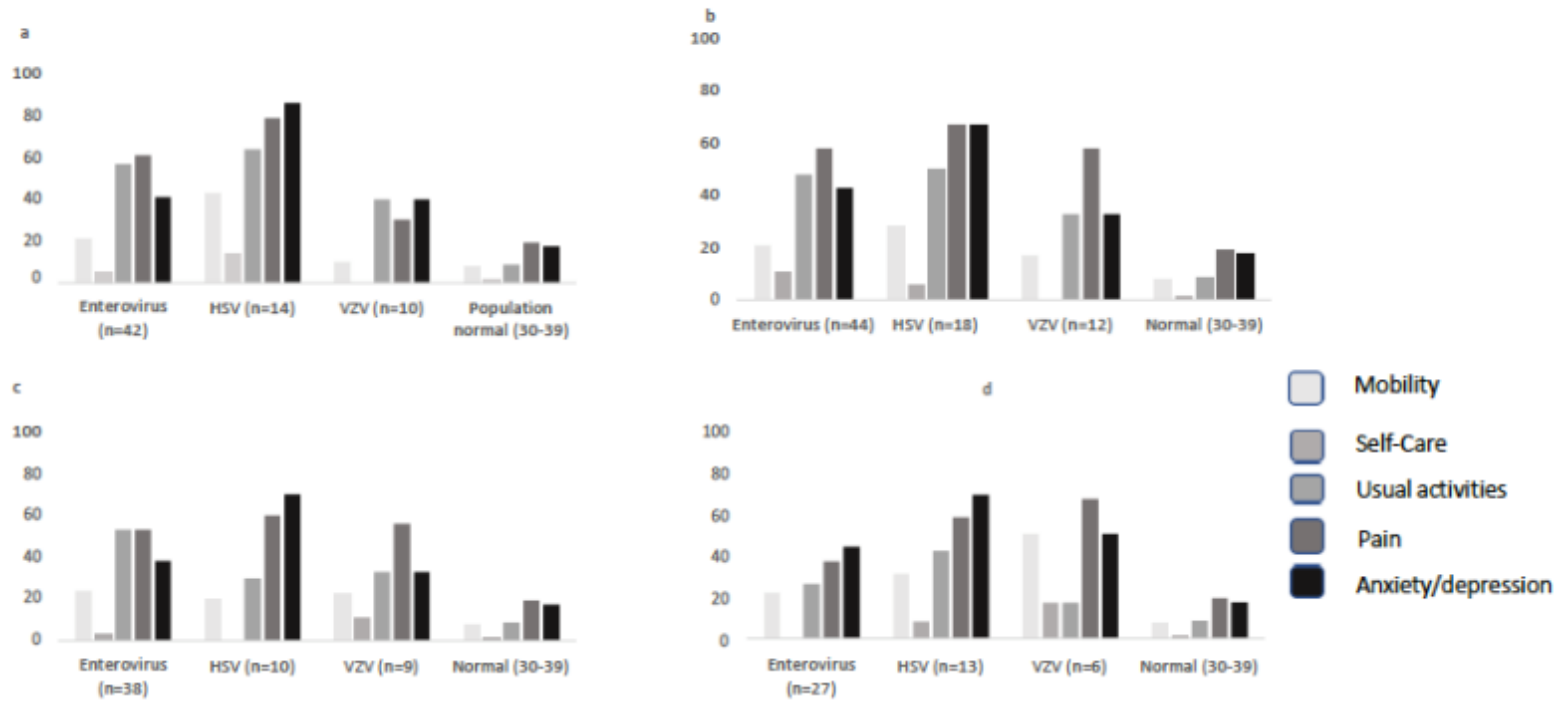 a
100
80
60
40
20
0
Enterovirus
(n=42)
HSV (n=14)
VZV (n=10)
Population
normal (30-39)
b
100
80
60
40
20
0
Enterovirus (n=44)
HSV (n=18)
VZV (n=12)
Normal (30-39)
c
100
80
60
40
20
0
Enterovirus
(n=38)
HSV (n=10)
VZV (n=9)
Normal (30-39)
d
100
80
60
40
20
0
Enterovirus
(n=27)
HSV (n=13)
VZV (n=6)
Normal (30-39)
Mobility
Self-Care
Usual activities
Pain
Anxiety/depression